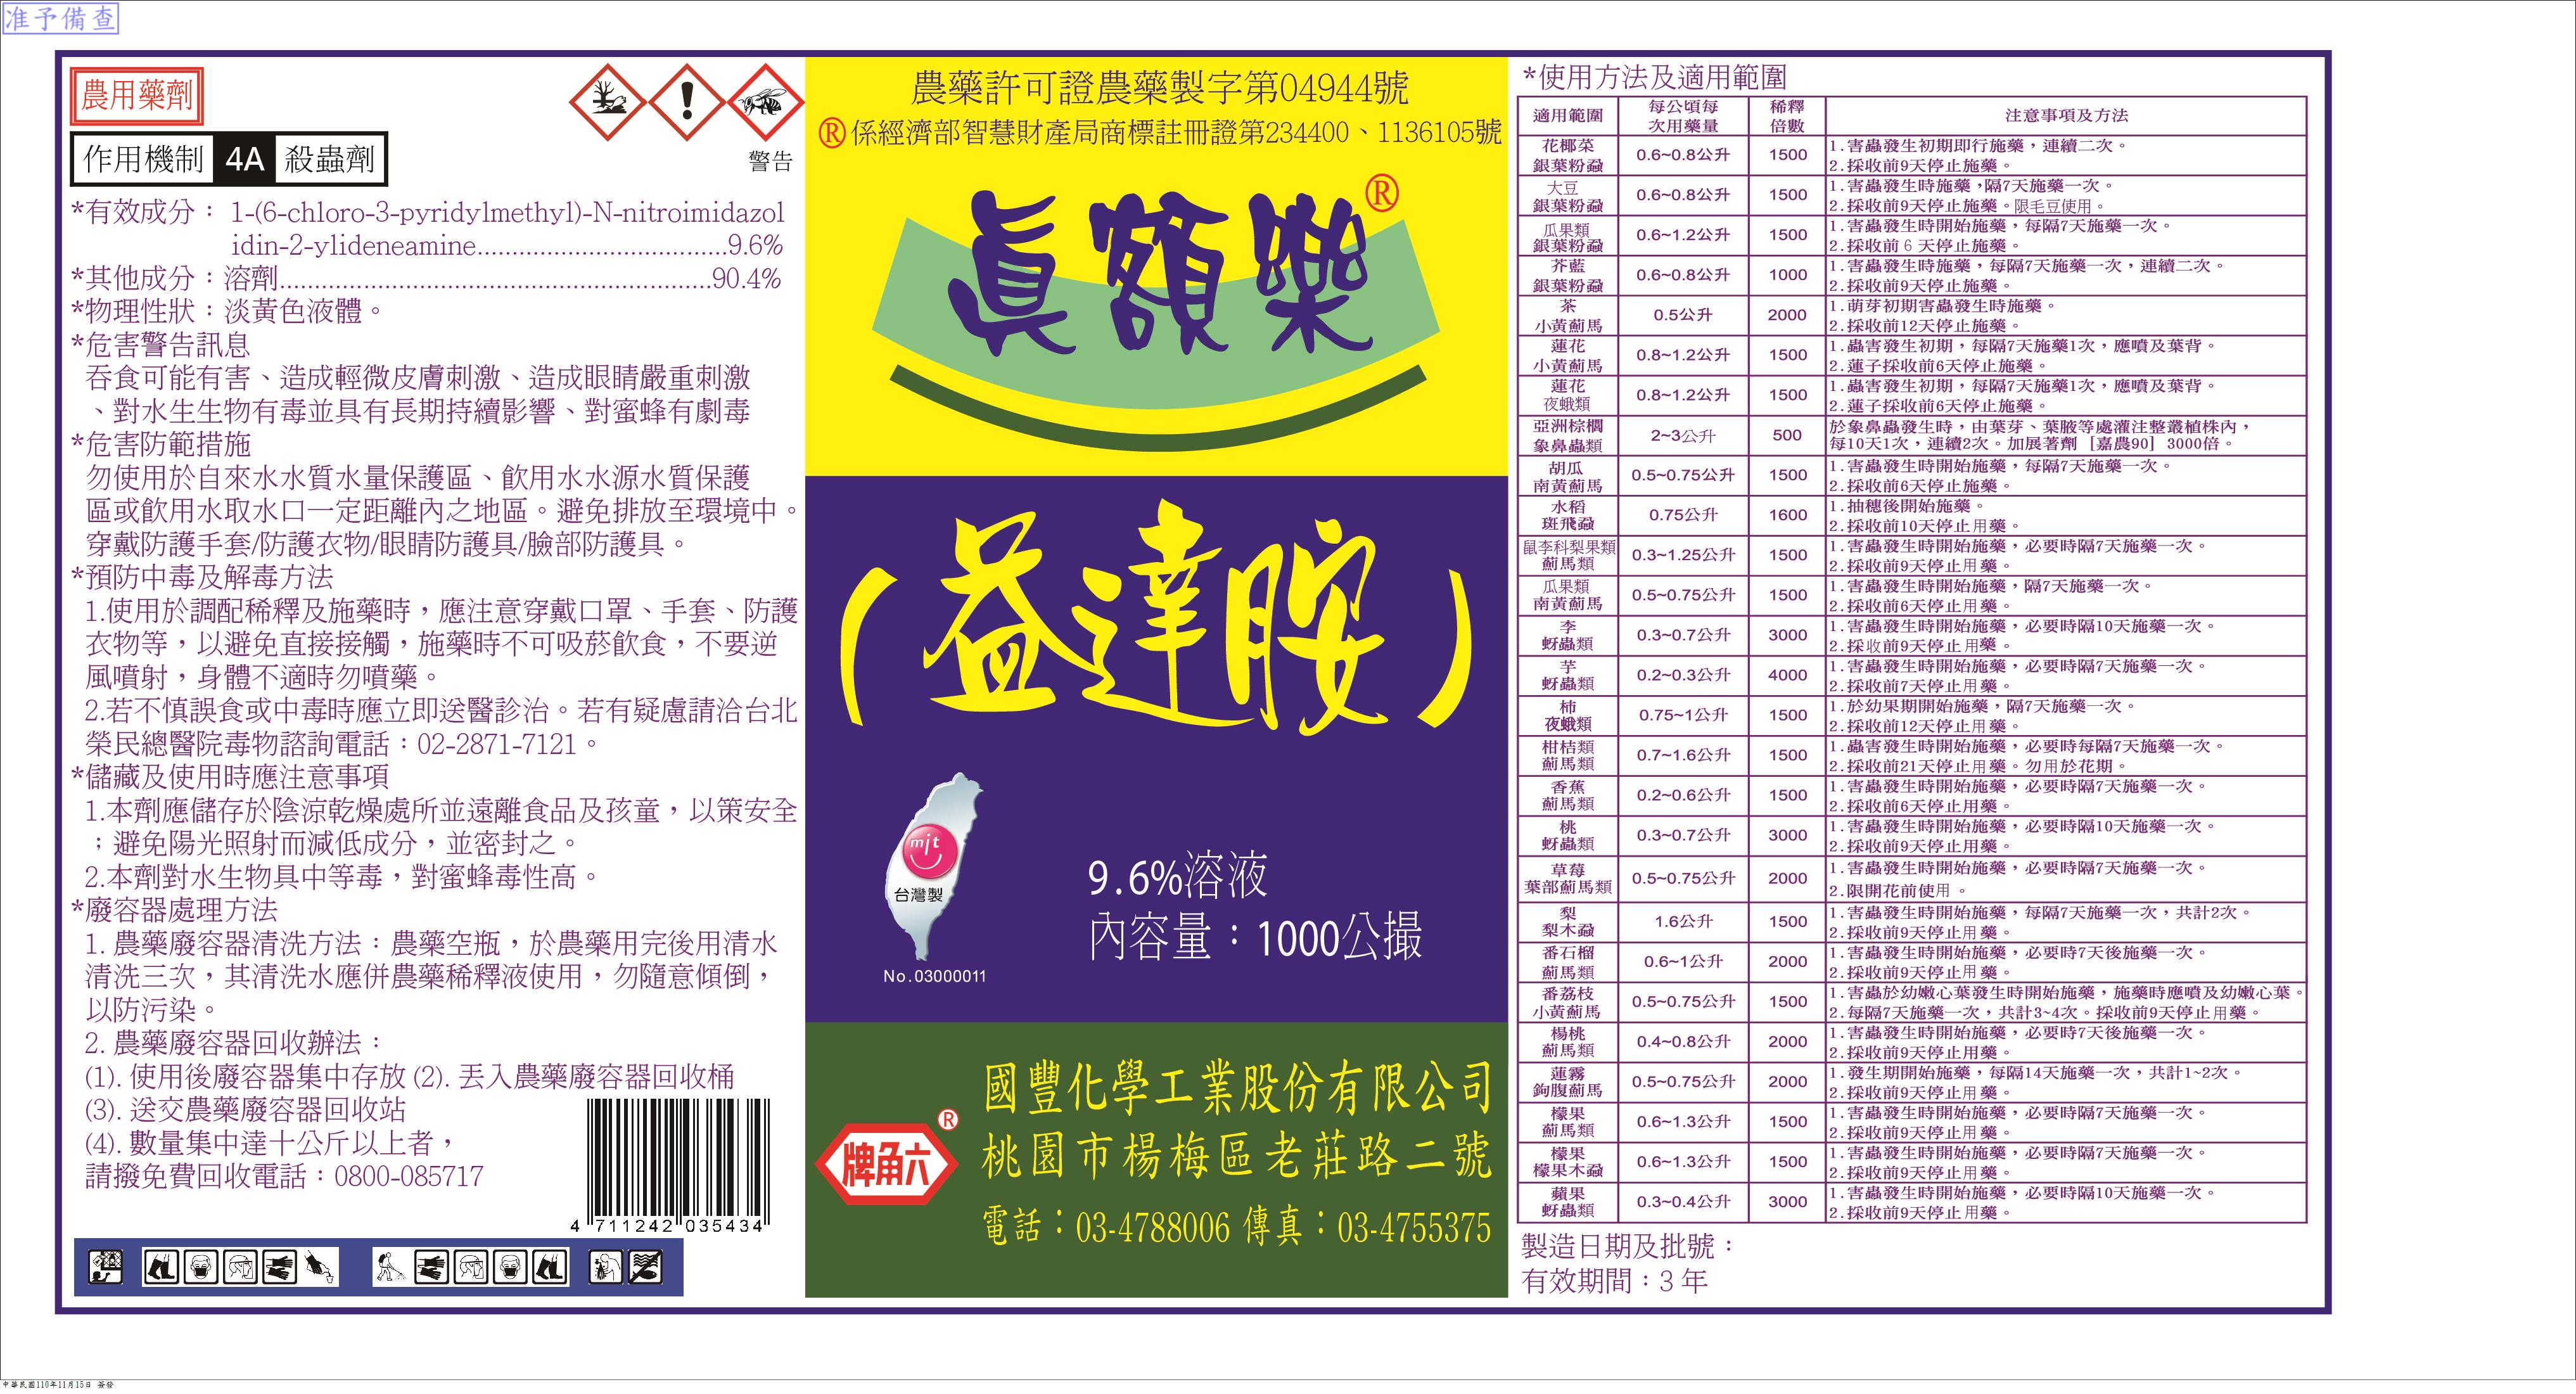 准予備查
農用藥劑
作用機制 4A 殺蟲劑
警告
*有效成分： 1-(6-chloro-3-pyridylmethyl)-N-nitroimidazol
idin-2-ylideneamine....................................9.6%
*其他成分：溶劑..............................................................90.4%
*物理性狀：淡黃色液體。
*危害警告訊息
吞食可能有害、造成輕微皮膚刺激、造成眼睛嚴重刺激
、對水生生物有毒並具有長期持續影響、對蜜蜂有劇毒
*危害防範措施
勿使用於自來水水質水量保護區、飲用水水源水質保護
區或飲用水取水口一定距離內之地區。避免排放至環境中。
穿戴防護手套/防護衣物/眼睛防護具/臉部防護具。
*預防中毒及解毒方法
1.使用於調配稀釋及施藥時，應注意穿戴口罩、手套、防護
衣物等，以避免直接接觸，施藥時不可吸菸飲食，不要逆
風噴射，身體不適時勿噴藥。
2.若不慎誤食或中毒時應立即送醫診治。若有疑慮請洽台北
榮民總醫院毒物諮詢電話：02-2871-7121。
*儲藏及使用時應注意事項
1.本劑應儲存於陰涼乾燥處所並遠離食品及孩童，以策安全
；避免陽光照射而減低成分，並密封之。
2.本劑對水生物具中等毒，對蜜蜂毒性高。
*廢容器處理方法
1. 農藥廢容器清洗方法：農藥空瓶，於農藥用完後用清水
清洗三次，其清洗水應併農藥稀釋液使用，勿隨意傾倒，
以防污染。
2. 農藥廢容器回收辦法：
(1). 使用後廢容器集中存放 (2). 丟入農藥廢容器回收桶
(3). 送交農藥廢容器回收站
(4). 數量集中達十公斤以上者，
請撥免費回收電話：0800-085717
4 711242 035434
農藥許可證農藥製字第04944號
®係經濟部智慧財產局商標註冊證第234400、1136105號
真額樂®
(益達胺)
mit
台灣製
No.03000011
9.6%溶液
內容量：1000公撮
國豐化學工業股份有限公司
牌角六®
桃園市楊梅區老莊路二號
電話：03-4788006 傳真：03-4755375
*使用方法及適用範圍
適用範圍 每公頃每次用藥量 稀釋倍數 注意事項及方法
花椰菜 銀葉粉蝨 0.6~0.8公升 1500 1.害蟲發生初期即行施藥，連續二次。
2.採收前9天停止施藥。
大豆 銀葉粉蝨 0.6~0.8公升 1500 1.害蟲發生時施藥，隔7天施藥一次。
2.採收前9天停止施藥。限毛豆使用。
瓜果類 銀葉粉蝨 0.6~1.2公升 1500 1.害蟲發生時開始施藥，每隔7天施藥一次。
2.採收前 6 天停止施藥。
芥藍 銀葉粉蝨 0.6~0.8公升 1000 1.害蟲發生時施藥，每隔7天施藥一次，連續二次。
2.採收前9天停止施藥。
茶 小黃薊馬 0.5公升 2000 1.萌芽初期害蟲發生時施藥。
2.採收前12天停止施藥。
蓮花 小黃薊馬 0.8~1.2公升 1500 1.蟲害發生初期，每隔7天施藥1次，應噴及葉背。
2.蓮子採收前6天停止施藥。
蓮花 夜蛾類 0.8~1.2公升 1500 1.蟲害發生初期，每隔7天施藥1次，應噴及葉背。
2.蓮子採收前6天停止施藥。
亞洲棕櫚象鼻蟲類 2~3公升 500 於象鼻蟲發生時，由葉芽、葉腋等處灌注整叢植株內，
每10天1次，連續2次。加展著劑［嘉農90］3000倍。
胡瓜 南黃薊馬 0.5~0.75公升 1500 1.害蟲發生時開始施藥，每隔7天施藥一次。
2.採收前6天停止施藥。
水稻 斑飛蝨 0.75公升 1600 1.抽穗後開始施藥。
2.採收前10天停止用藥。
鼠李科梨果類 薊馬類 0.3~1.25公升 1500 1.害蟲發生時開始施藥，必要時隔7天施藥一次。
2.採收前9天停止用藥。
瓜果類 南黃薊馬 0.5~0.75公升 1500 1.害蟲發生時開始施藥，隔7天施藥一次。
2.採收前6天停止用藥。
李 蚜蟲類 0.3~0.7公升 3000 1.害蟲發生時開始施藥，必要時隔10天施藥一次。
2.採收前9天停止用藥。
芋 蚜蟲類 0.2~0.3公升 4000 1.害蟲發生時開始施藥，必要時隔7天施藥一次。
2.採收前7天停止用藥。
柿 夜蛾類 0.75~1公升 1500 1.於幼果期開始施藥，隔7天施藥一次。
2.採收前12天停止用藥。
柑桔類 薊馬類 0.7~1.6公升 1500 1.蟲害發生時開始施藥，必要時每隔7天施藥一次。
2.採收前21天停止用藥。勿用於花期。
香蕉 薊馬類 0.2~0.6公升 1500 1.害蟲發生時開始施藥，必要時隔7天施藥一次。
2.採收前6天停止用藥。
桃 蚜蟲類 0.3~0.7公升 3000 1.害蟲發生時開始施藥，必要時隔10天施藥一次。
2.採收前9天停止用藥。
草莓 葉部薊馬類 0.5~0.75公升 2000 1.害蟲發生時開始施藥，必要時隔7天施藥一次。
2.限開花前使用。
梨 梨木蝨 1.6公升 1500 1.害蟲發生時開始施藥，每隔7天施藥一次，共計2次。
2.採收前9天停止用藥。
番石榴 薊馬類 0.6~1公升 2000 1.害蟲發生時開始施藥，必要時7天後施藥一次。
2.採收前9天停止用藥。
番荔枝 小黃薊馬 0.5~0.75公升 1500 1.害蟲於幼嫩心葉發生時開始施藥，施藥時應噴及幼嫩心葉。
2.每隔7天施藥一次，共計3~4次。採收前9天停止用藥。
楊桃 薊馬類 0.4~0.8公升 2000 1.害蟲發生時開始施藥，必要時7天後施藥一次。
2.採收前9天停止用藥。
蓮霧 鉤腹薊馬 0.5~0.75公升 2000 1.發生期開始施藥，每隔14天施藥一次，共計1~2次。
2.採收前9天停止用藥。
檬果 薊馬類 0.6~1.3公升 1500 1.害蟲發生時開始施藥，必要時隔7天施藥一次。
2.採收前9天停止用藥。
檬果 檬果木蝨 0.6~1.3公升 1500 1.害蟲發生時開始施藥，必要時隔7天施藥一次。
2.採收前9天停止用藥。
蘋果 蚜蟲類 0.3~0.4公升 3000 1.害蟲發生時開始施藥，必要時隔10天施藥一次。
2.採收前9天停止用藥。
製造日期及批號：
有效期間：3 年
中華民國110年11月15日 簽發